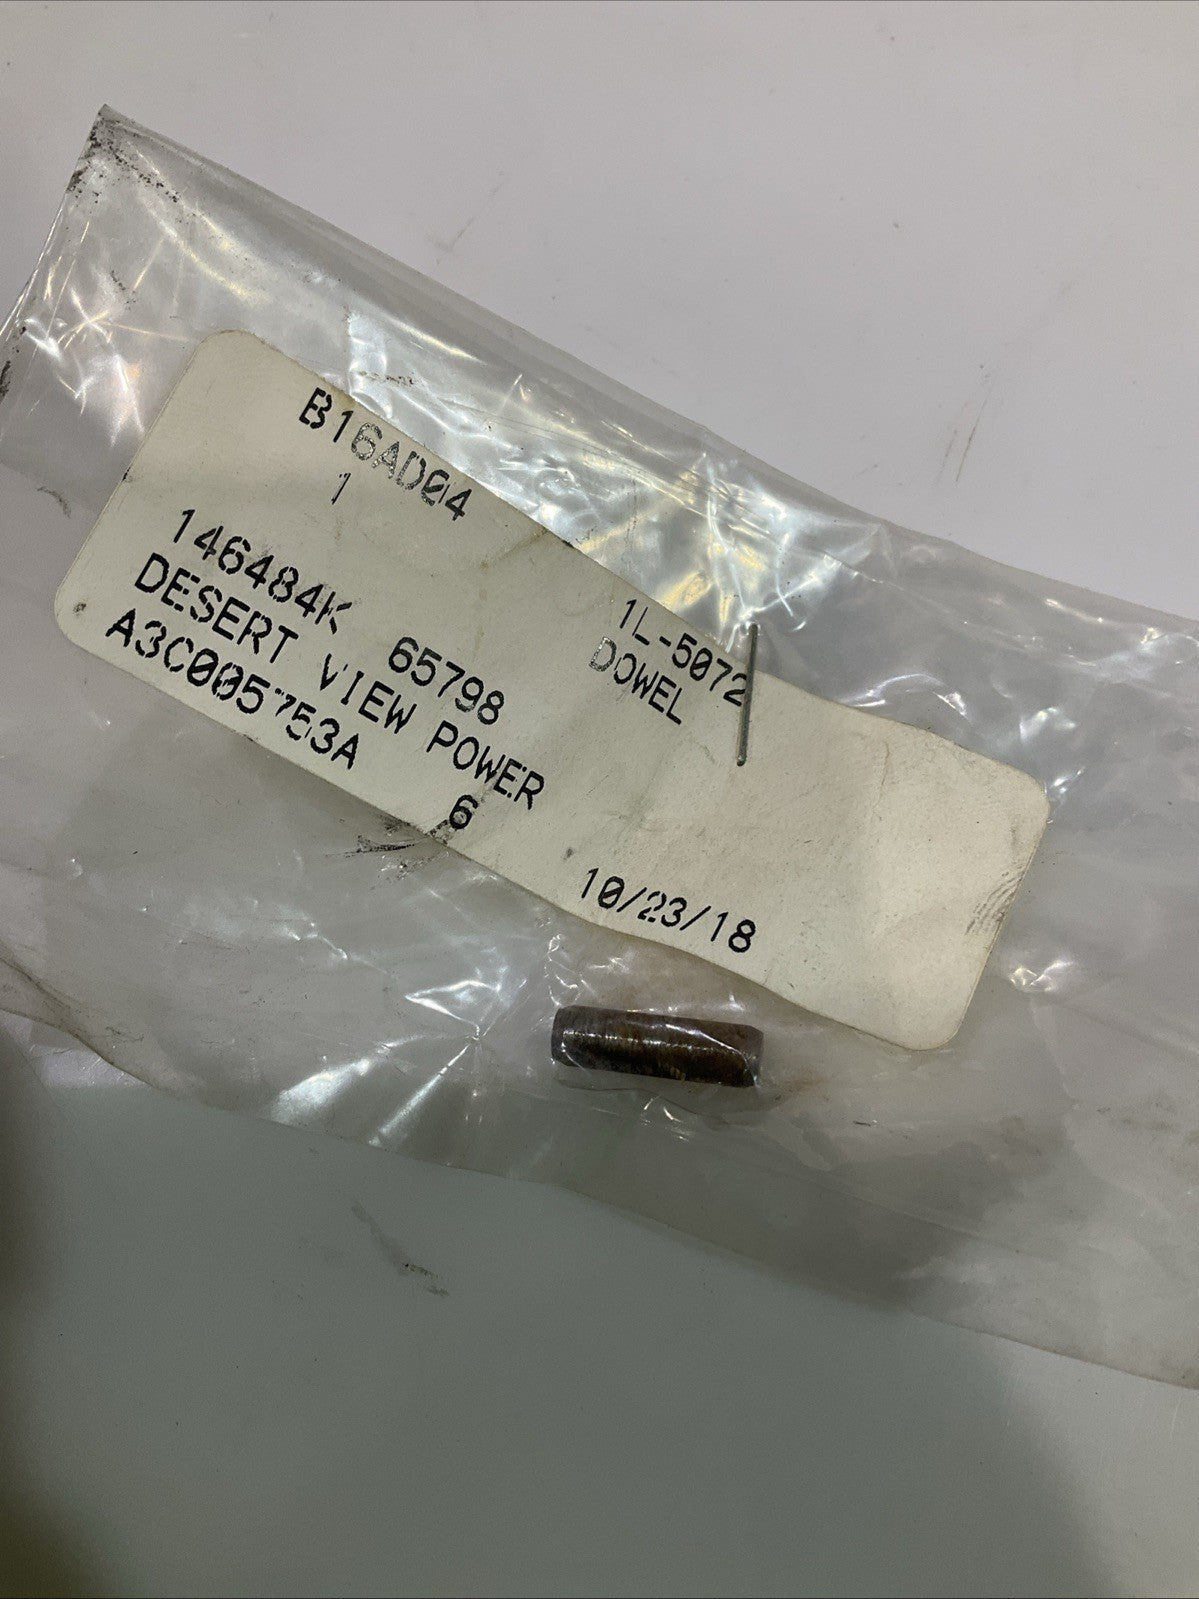 B16AD04
1
1L-5072
DOWEL
146484K 65798
DESERT VIEW POWER
A3C005753A 6
10/23/18